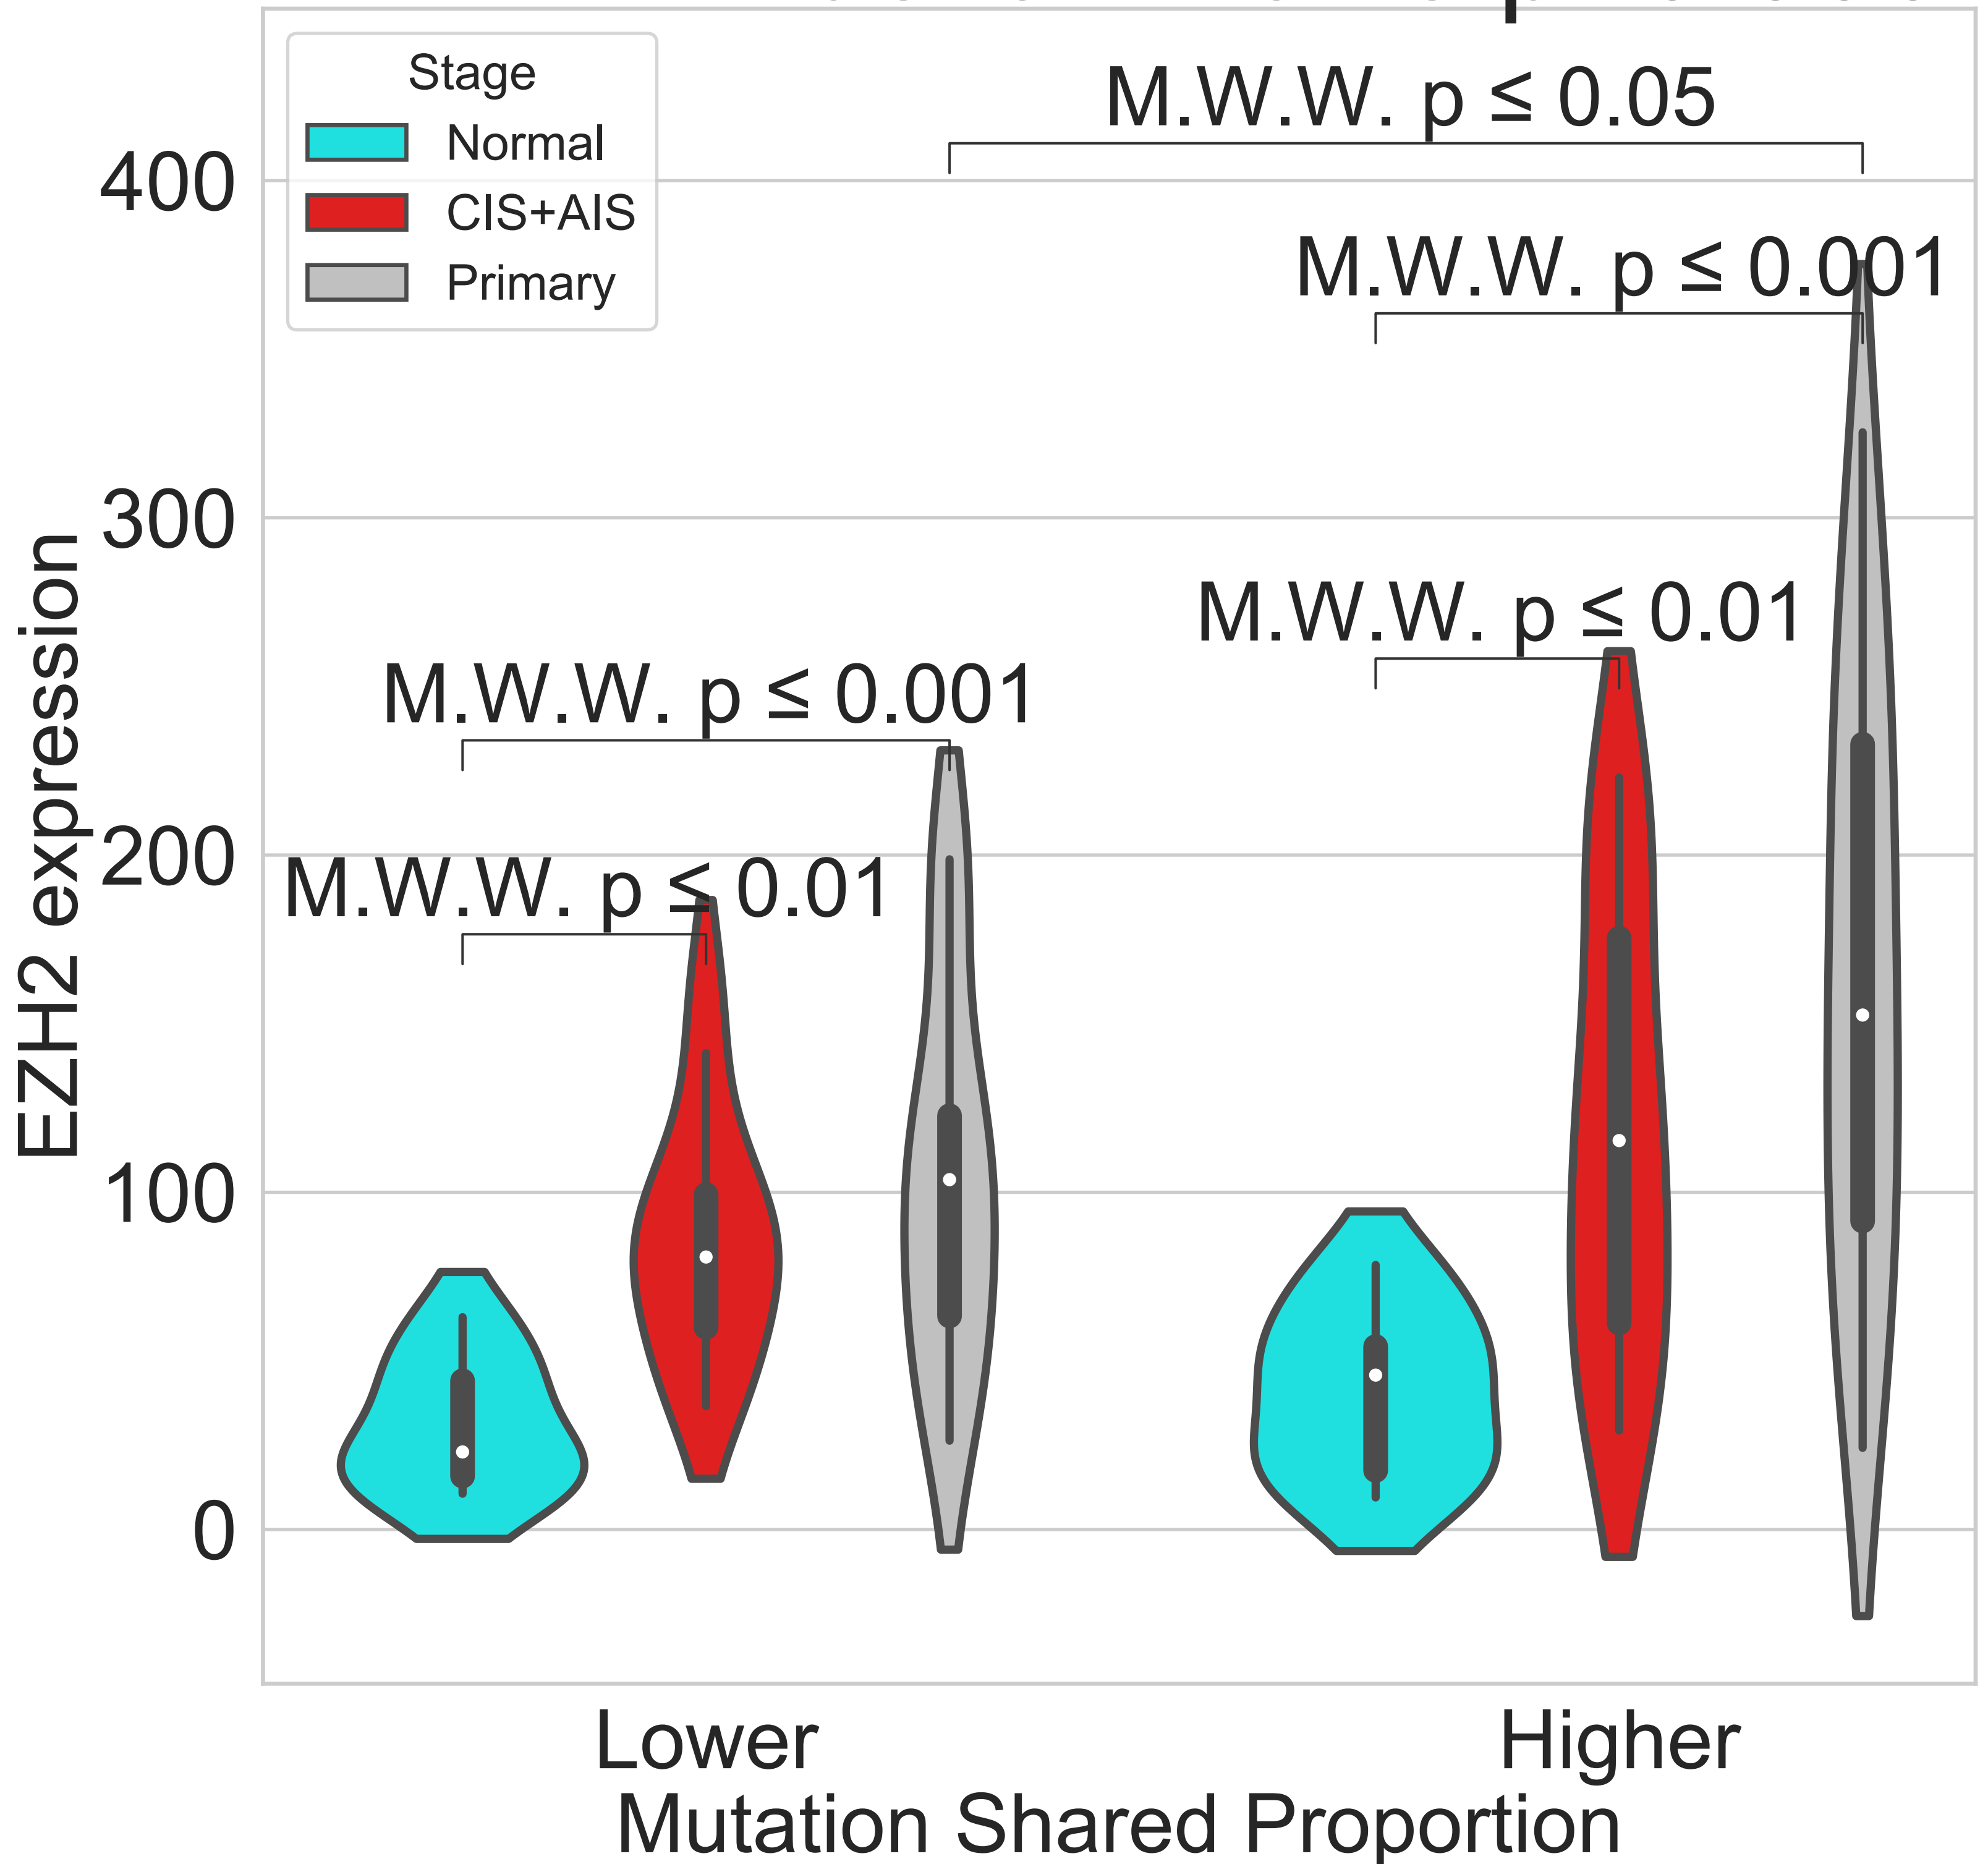 M.W.W. p ≤ 0.05
Stage
Normal
CIS+AIS
Primary
400
M.W.W. p ≤ 0.001
300
M.W.W. p ≤ 0.01
M.W.W. p ≤ 0.001
200
M.W.W. p ≤ 0.01
EZH2 expression
100
0
Lower
Higher
Mutation Shared Proportion